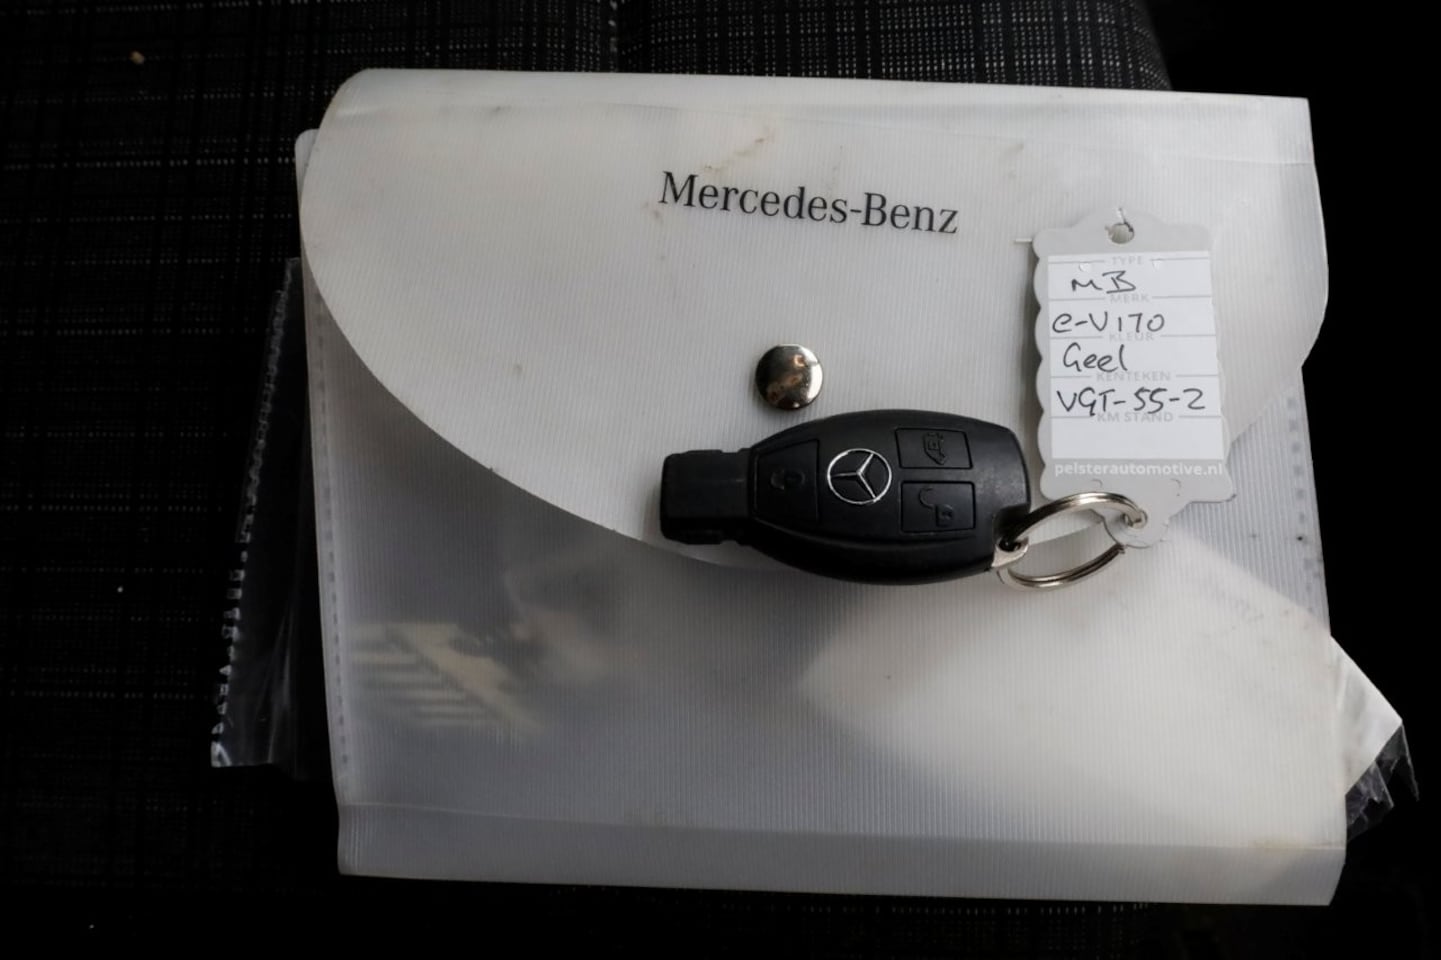 Mercedes-Benz
TYPE
MB
MERK
e-V170
KLEUR
Geel
KENTEKEN
VGT-55-Z
KM STAND
pelsterautomotive.nl